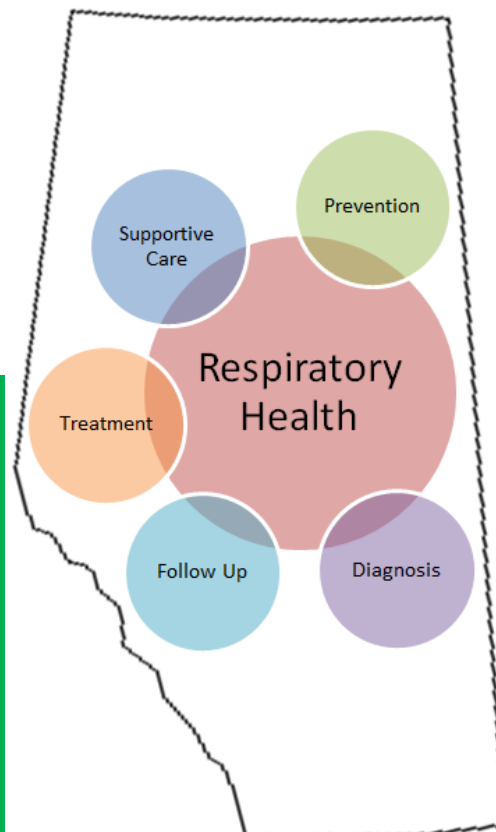 Prevention
Supportive
Care
Respiratory
Health
Treatment
Follow Up
Diagnosis